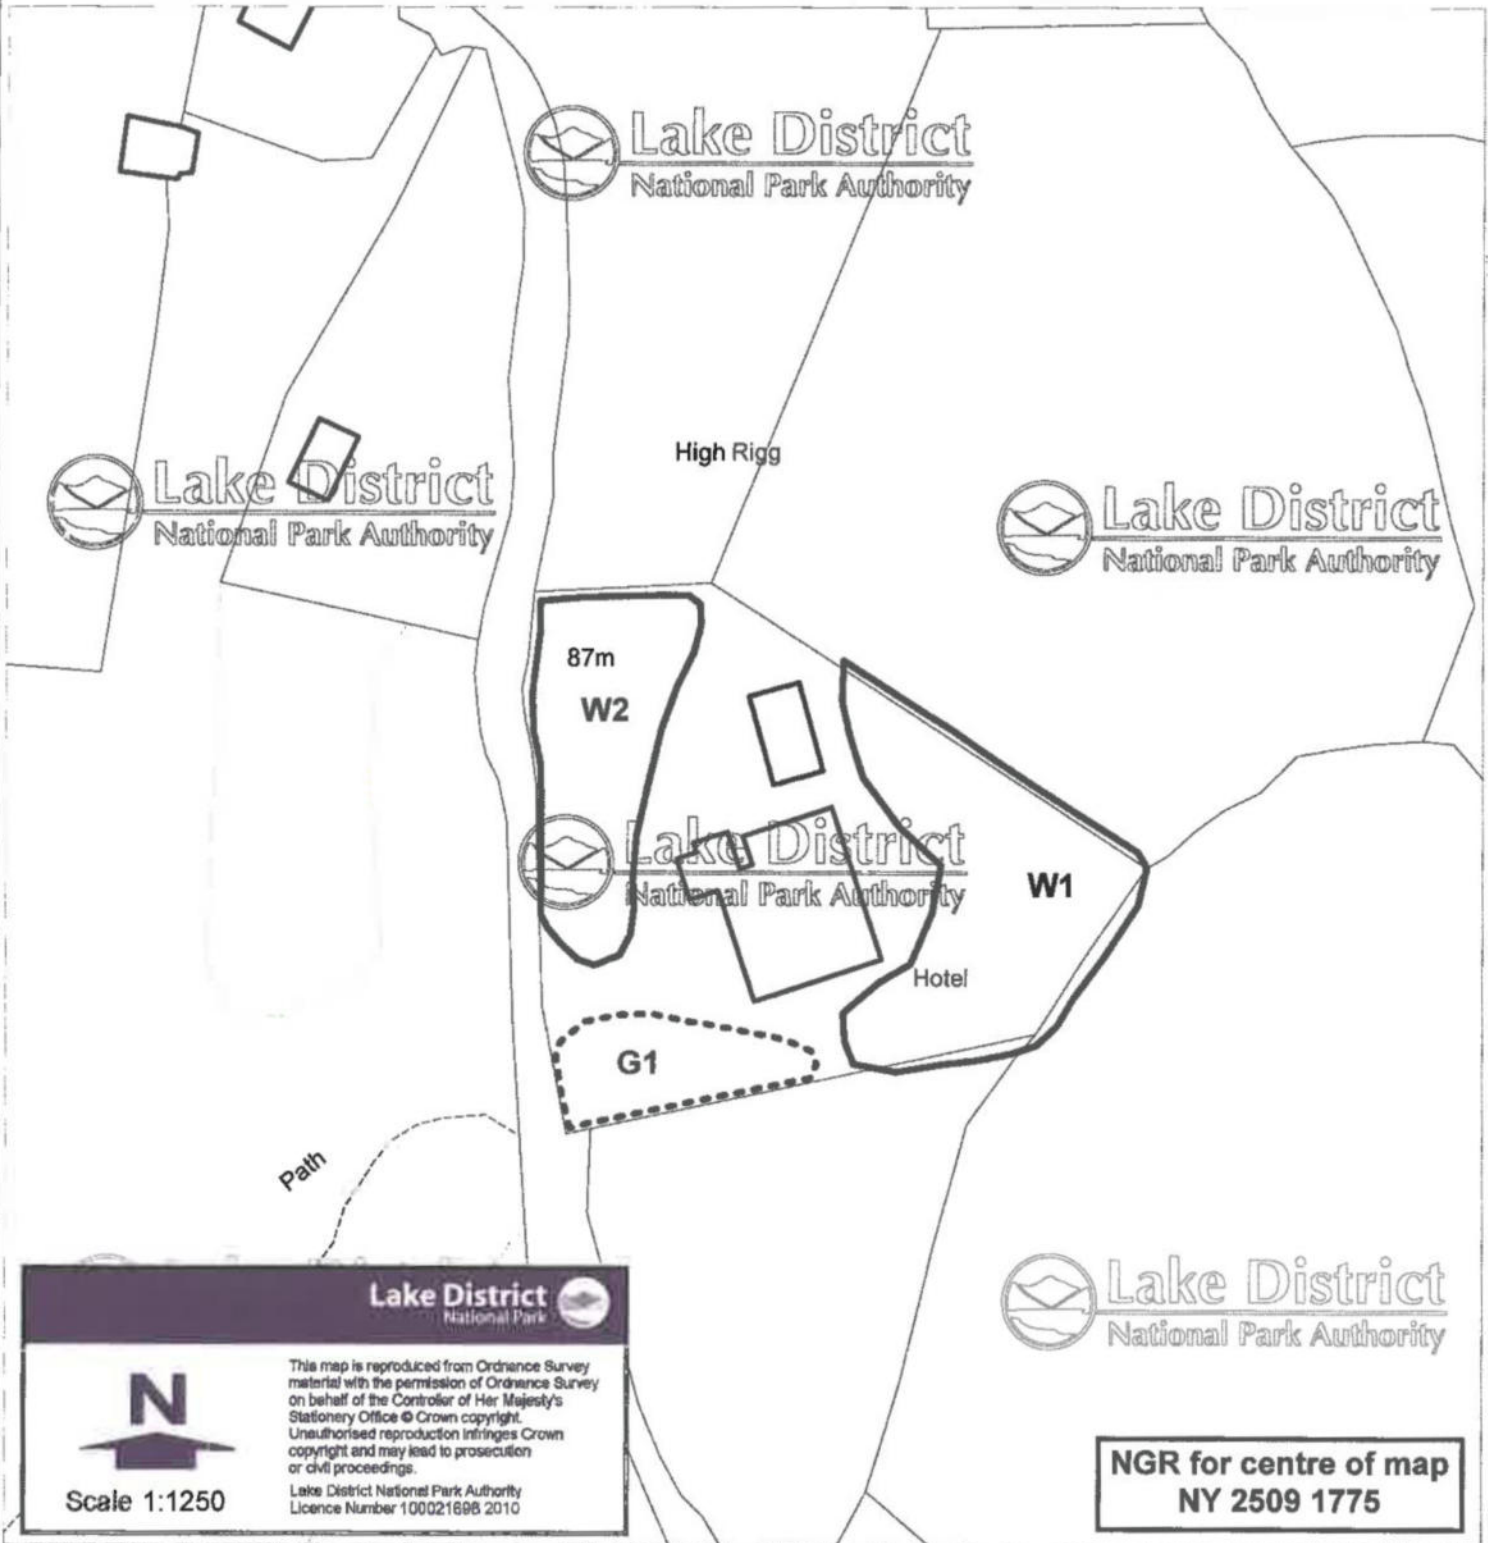 Lake District
National Park Authority
High Rigg
Lake District
National Park Authority
Lake District
National Park Authority
87m
W2
Lake District
National Park Authority
W1
Hotel
G1
Path
Lake District
National Park
N
Scale 1:1250
This map is reproduced from Ordnance Survey
material with the permission of Ordnance Survey
on behalf of the Controller of Her Majesty's
Stationery Office © Crown copyright.
Unauthorised reproduction infringes Crown
copyright and may lead to prosecution
or civil proceedings.
Lake District National Park Authority
Licence Number 100021698 2010
Lake District
National Park Authority
NGR for centre of map
NY 2509 1775